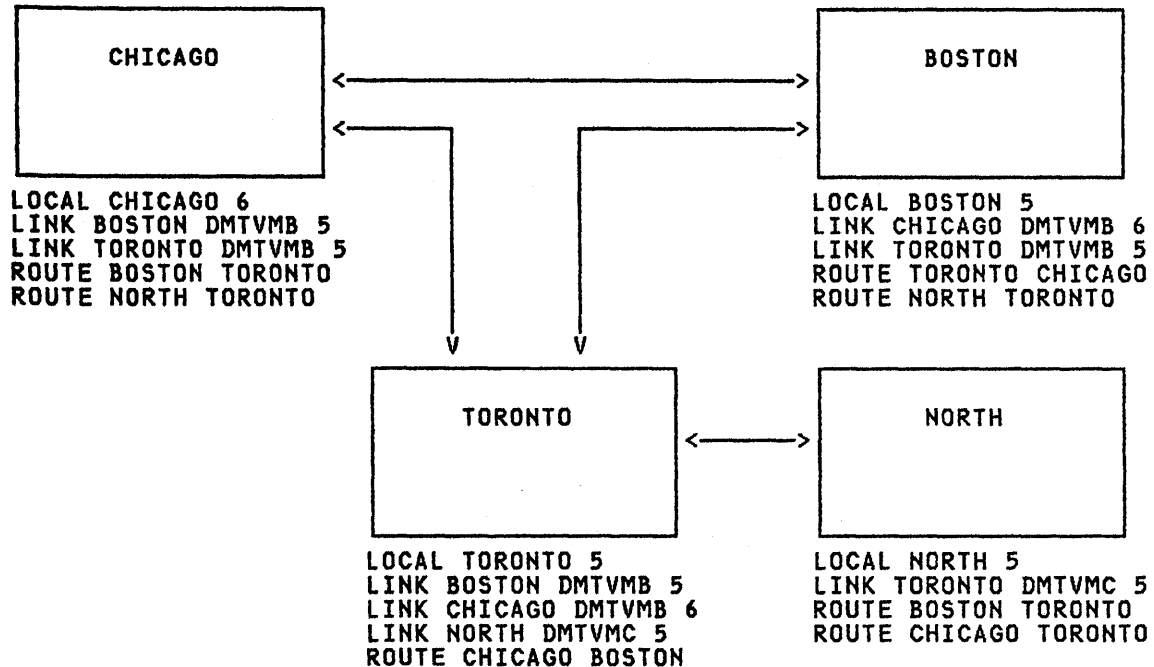 CHICAGO
LOCAL CHICAGO 6
LINK BOSTON DMTVMB 5
LINK TORONTO DMTVMB 5
ROUTE BOSTON TORONTO
ROUTE NORTH TORONTO
BOSTON
LOCAL BOSTON 5
LINK CHICAGO DMTVMB 6
LINK TORONTO DMTVMB 5
ROUTE TORONTO CHICAGO
ROUTE NORTH TORONTO
TORONTO
LOCAL TORONTO 5
LINK BOSTON DMTVMB 5
LINK CHICAGO DMTVMB 6
LINK NORTH DMTVMC 5
ROUTE CHICAGO BOSTON
NORTH
LOCAL NORTH 5
LINK TORONTO DMTVMC 5
ROUTE BOSTON TORONTO
ROUTE CHICAGO TORONTO